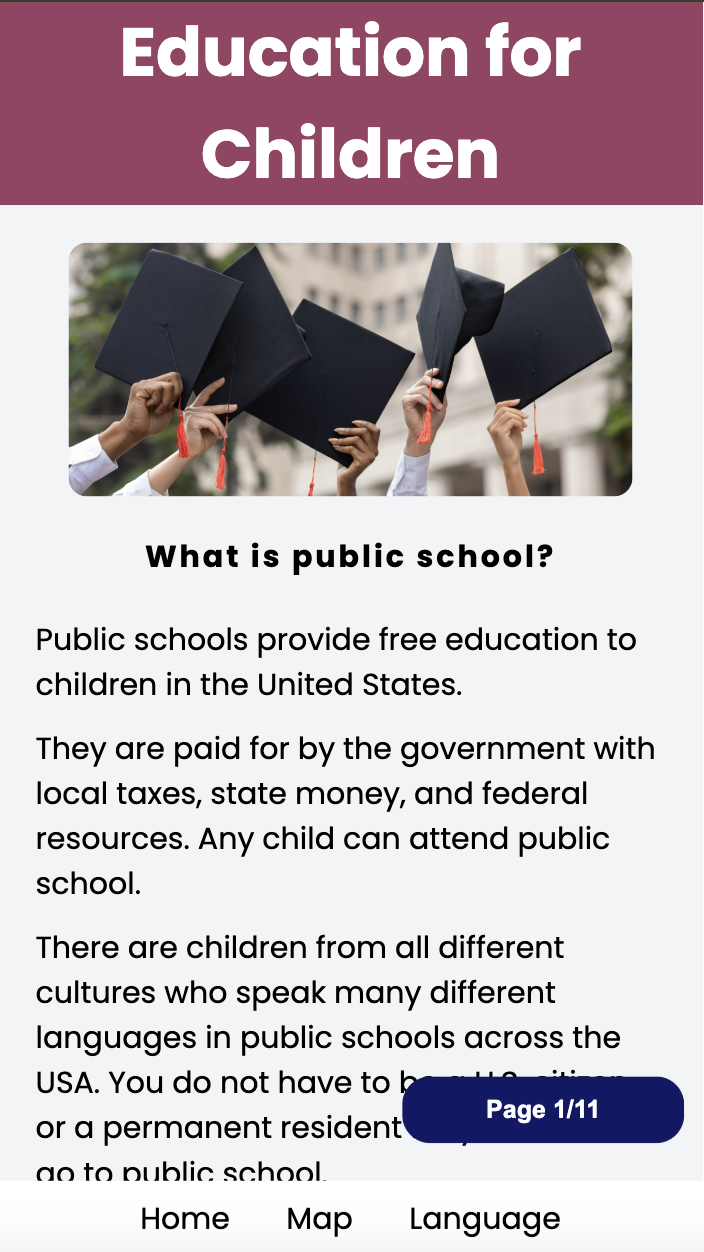 Education for
Children
What is public school?
Public schools provide free education to
children in the United States.
They are paid for by the government with
local taxes, state money, and federal
resources. Any child can attend public
school.
There are children from all different
cultures who speak many different
languages in public schools across the
USA. You do not have to be a U.S. citizen
or a permanent resident
go to public school.
Page 1/11
Home Map Language